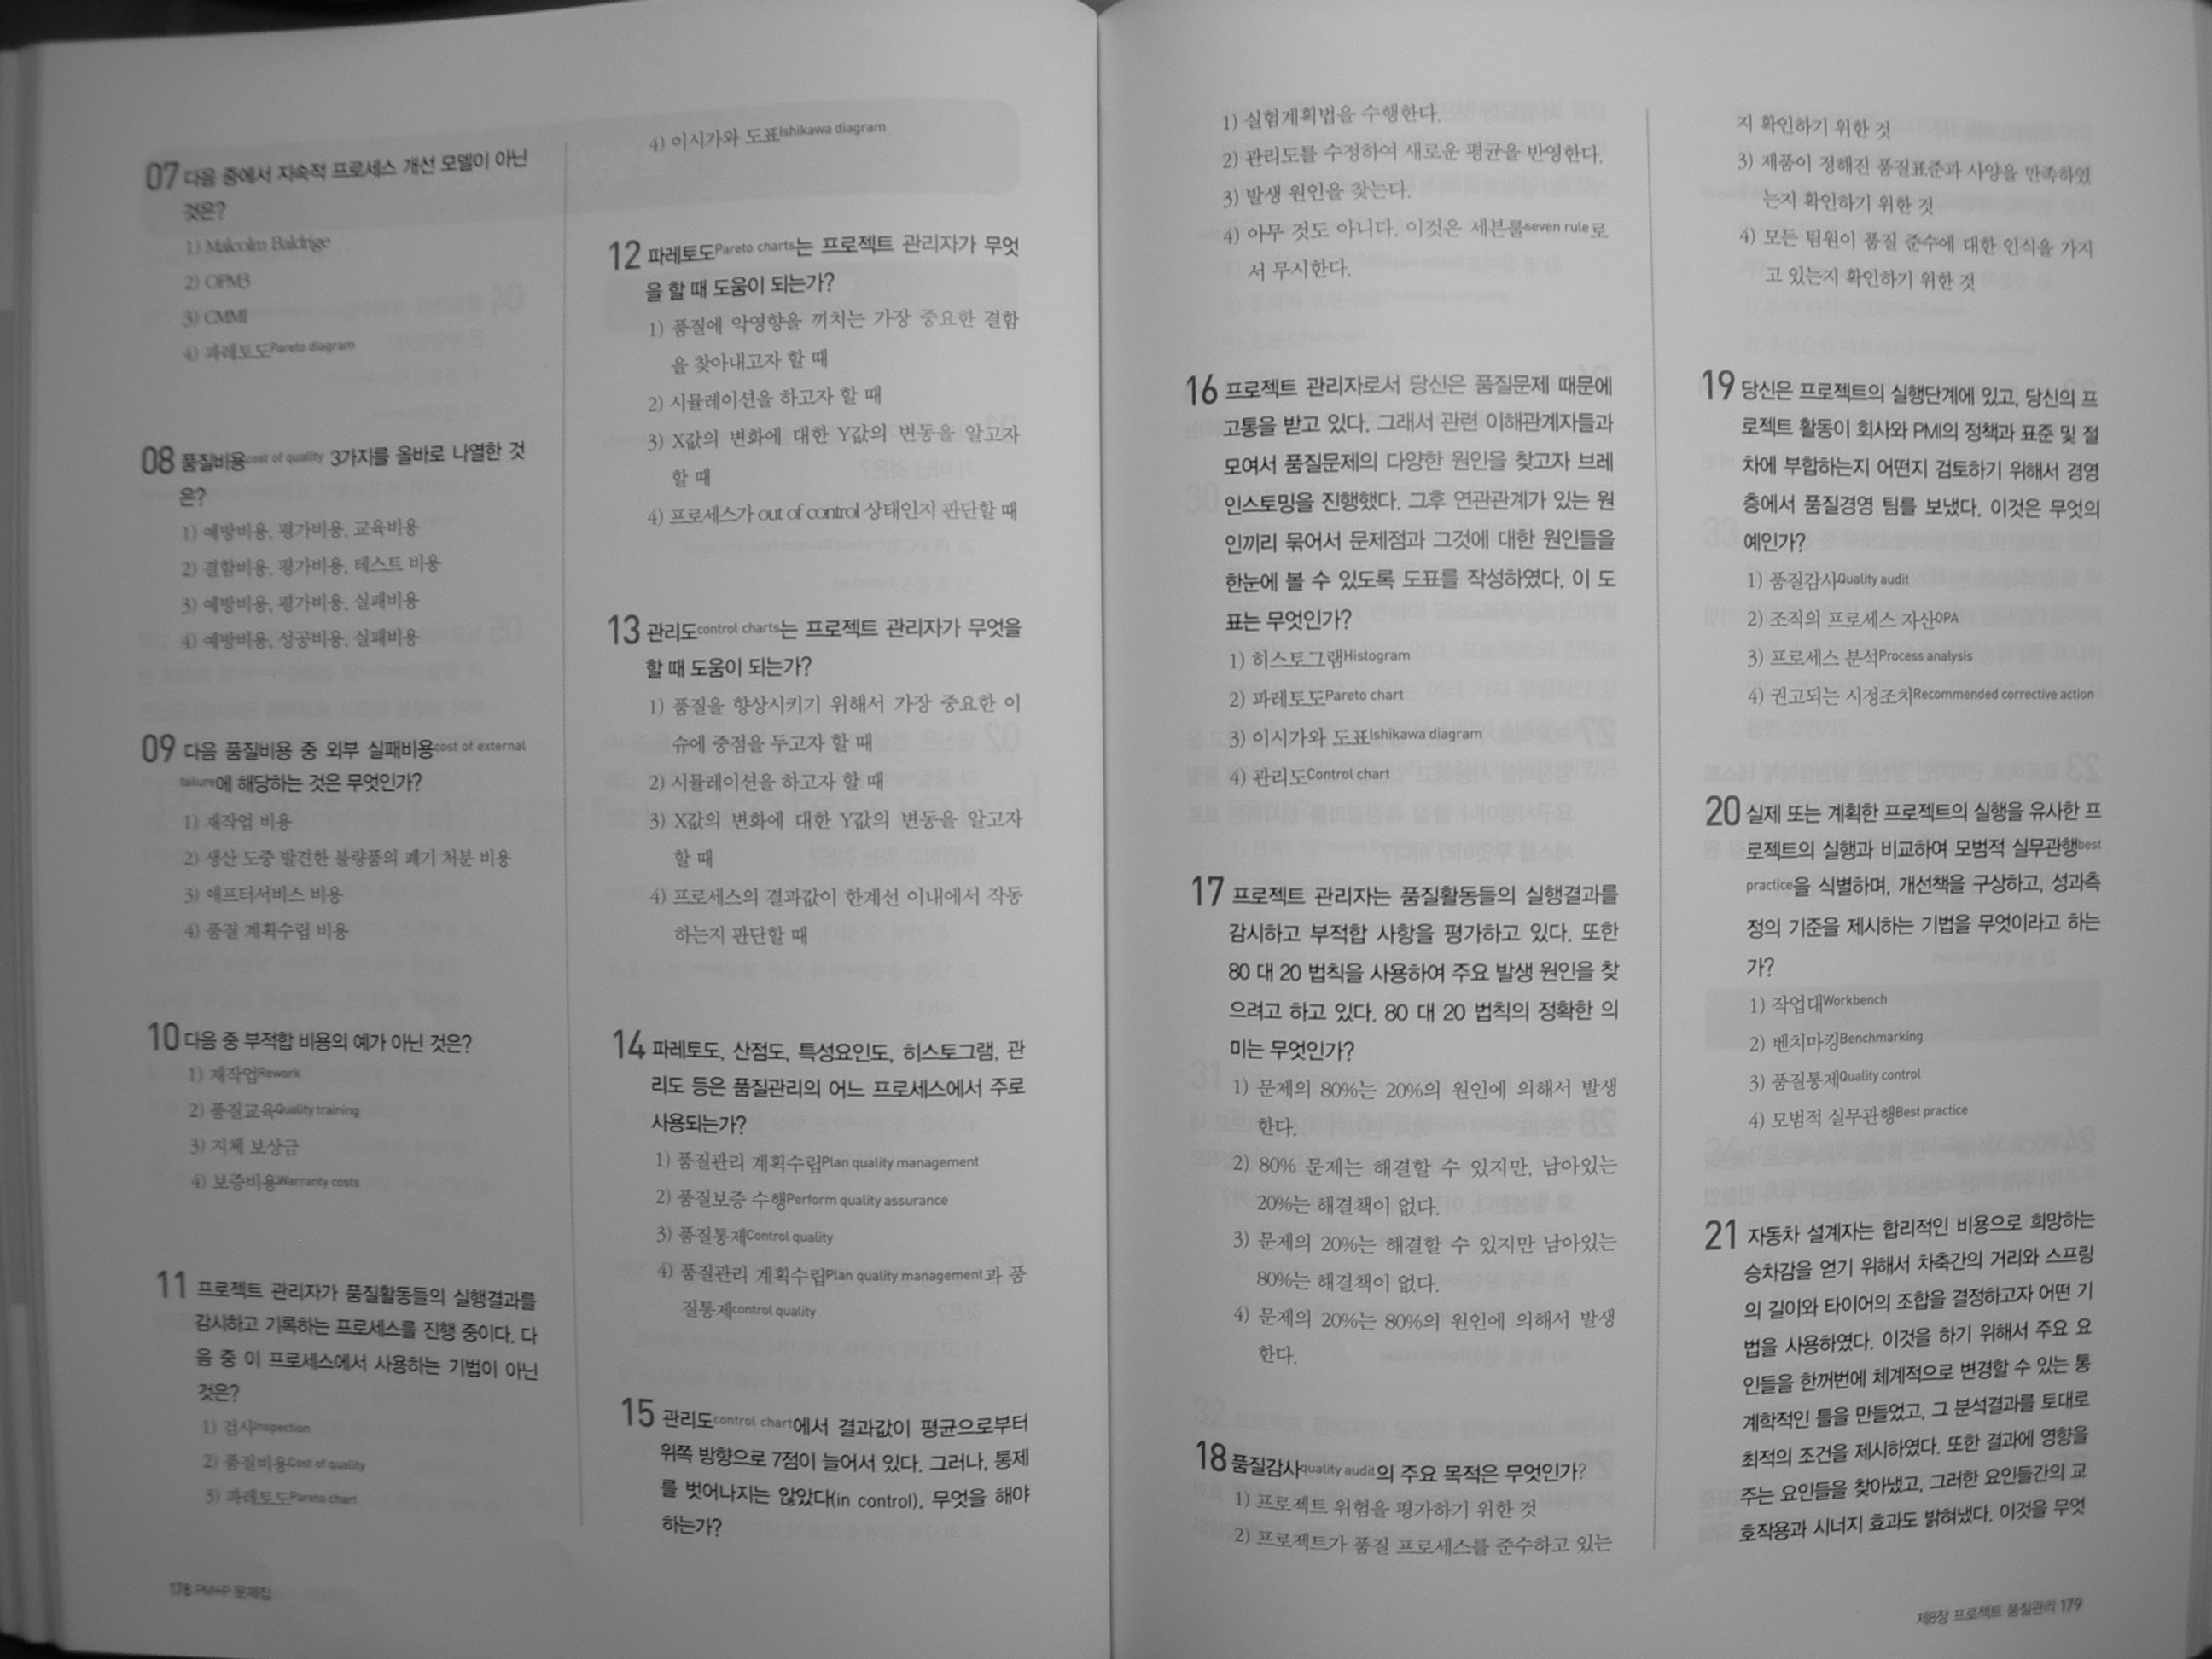 07 다음 중에서 지속적 프로세스 개선 모델이 아닌
것은?
1) Malcolm Baldrige
2) OPM3
3) CMMI
4) 파레토도Pareto diagram
08 품질비용cost of quality 3가지를 올바로 나열한 것
은?
1) 예방비용, 평가비용, 교육비용
2) 결함비용, 평가비용, 테스트 비용
3) 예방비용, 평가비용, 실패비용
4) 예방비용, 성공비용, 실패비용
09 다음 품질비용 중 외부 실패비용cost of external
failure에 해당하는 것은 무엇인가?
1) 재작업 비용
2) 생산 도중 발견한 불량품의 폐기 처분 비용
3) 애프터서비스 비용
4) 품질 계획수립 비용
10 다음 중 부적합 비용의 예가 아닌 것은?
1) 재작업Rework
2) 품질교육Quality training
3) 지체 보상금
4) 보증비용Warranty costs
11 프로젝트 관리자가 품질활동들의 실행결과를
감시하고 기록하는 프로세스를 진행 중이다. 다
음 중 이 프로세스에서 사용하는 기법이 아닌
것은?
1) 검사Inspection
2) 품질비용Cost of quality
3) 파레토도Pareto chart
4) 이시가와 도표Ishikawa diagram
12 파레토도Pareto charts는 프로젝트 관리자가 무엇
을 할 때 도움이 되는가?
1) 품질에 악영향을 끼치는 가장 중요한 결함
을 찾아내고자 할 때
2) 시뮬레이션을 하고자 할 때
3) X값의 변화에 대한 Y값의 변동을 알고자
할 때
4) 프로세스가 out of control 상태인지 판단할 때
13 관리도control charts는 프로젝트 관리자가 무엇을
할 때 도움이 되는가?
1) 품질을 향상시키기 위해서 가장 중요한 이
슈에 중점을 두고자 할 때
2) 시뮬레이션을 하고자 할 때
3) X값의 변화에 대한 Y값의 변동을 알고자
할 때
4) 프로세스의 결과값이 한계선 이내에서 작동
하는지 판단할 때
14 파레토도, 산점도, 특성요인도, 히스토그램, 관
리도 등은 품질관리의 어느 프로세스에서 주로
사용되는가?
1) 품질관리 계획수립Plan quality management
2) 품질보증 수행Perform quality assurance
3) 품질통제Control quality
4) 품질관리 계획수립Plan quality management과 품
질통제control quality
15 관리도control chart에서 결과값이 평균으로부터
위쪽 방향으로 7점이 늘어서 있다. 그러나, 통제
를 벗어나지는 않았다(in control). 무엇을 해야
하는가?
178 PM+P 문제집
1) 실험계획법을 수행한다.
2) 관리도를 수정하여 새로운 평균을 반영한다.
3) 발생 원인을 찾는다.
4) 아무 것도 아니다. 이것은 세븐룰seven rule로
서 무시한다.
16 프로젝트 관리자로서 당신은 품질문제 때문에
고통을 받고 있다. 그래서 관련 이해관계자들과
모여서 품질문제의 다양한 원인을 찾고자 브레
인스토밍을 진행했다. 그후 연관관계가 있는 원
인끼리 묶어서 문제점과 그것에 대한 원인들을
한눈에 볼 수 있도록 도표를 작성하였다. 이 도
표는 무엇인가?
1) 히스토그램Histogram
2) 파레토도Pareto chart
3) 이시가와 도표Ishikawa diagram
4) 관리도Control chart
17 프로젝트 관리자는 품질활동들의 실행결과를
감시하고 부적합 사항을 평가하고 있다. 또한
80 대 20 법칙을 사용하여 주요 발생 원인을 찾
으려고 하고 있다. 80 대 20 법칙의 정확한 의
미는 무엇인가?
1) 문제의 80%는 20%의 원인에 의해서 발생
한다.
2) 80% 문제는 해결할 수 있지만, 남아있는
20%는 해결책이 없다.
3) 문제의 20%는 해결할 수 있지만 남아있는
80%는 해결책이 없다.
4) 문제의 20%는 80%의 원인에 의해서 발생
한다.
18 품질감사quality audit의 주요 목적은 무엇인가?
1) 프로젝트 위험을 평가하기 위한 것
2) 프로젝트가 품질 프로세스를 준수하고 있는
지 확인하기 위한 것
3) 제품이 정해진 품질표준과 사양을 만족하였
는지 확인하기 위한 것
4) 모든 팀원이 품질 준수에 대한 인식을 가지
고 있는지 확인하기 위한 것
19 당신은 프로젝트의 실행단계에 있고, 당신의 프
로젝트 활동이 회사와 PMI의 정책과 표준 및 절
차에 부합하는지 어떤지 검토하기 위해서 경영
층에서 품질경영 팀를 보냈다. 이것은 무엇의
예인가?
1) 품질감사Quality audit
2) 조직의 프로세스 자산OPA
3) 프로세스 분석Process analysis
4) 권고되는 시정조치Recommended corrective action
20 실제 또는 계획한 프로젝트의 실행을 유사한 프
로젝트의 실행과 비교하여 모범적 실무관행best
practice을 식별하며, 개선책을 구상하고, 성과측
정의 기준을 제시하는 기법을 무엇이라고 하는
가?
1) 작업대Workbench
2) 벤치마킹Benchmarking
3) 품질통제Quality control
4) 모범적 실무관행Best practice
21 자동차 설계자는 합리적인 비용으로 희망하는
승차감을 얻기 위해서 차축간의 거리와 스프링
의 길이와 타이어의 조합을 결정하고자 어떤 기
법을 사용하였다. 이것을 하기 위해서 주요 요
인들을 한꺼번에 체계적으로 변경할 수 있는 통
계학적인 틀을 만들었고, 그 분석결과를 토대로
최적의 조건을 제시하였다. 또한 결과에 영향을
주는 요인들을 찾아냈고, 그러한 요인들간의 교
호작용과 시너지 효과도 밝혀냈다. 이것을 무엇
제8장 프로젝트 품질관리 179